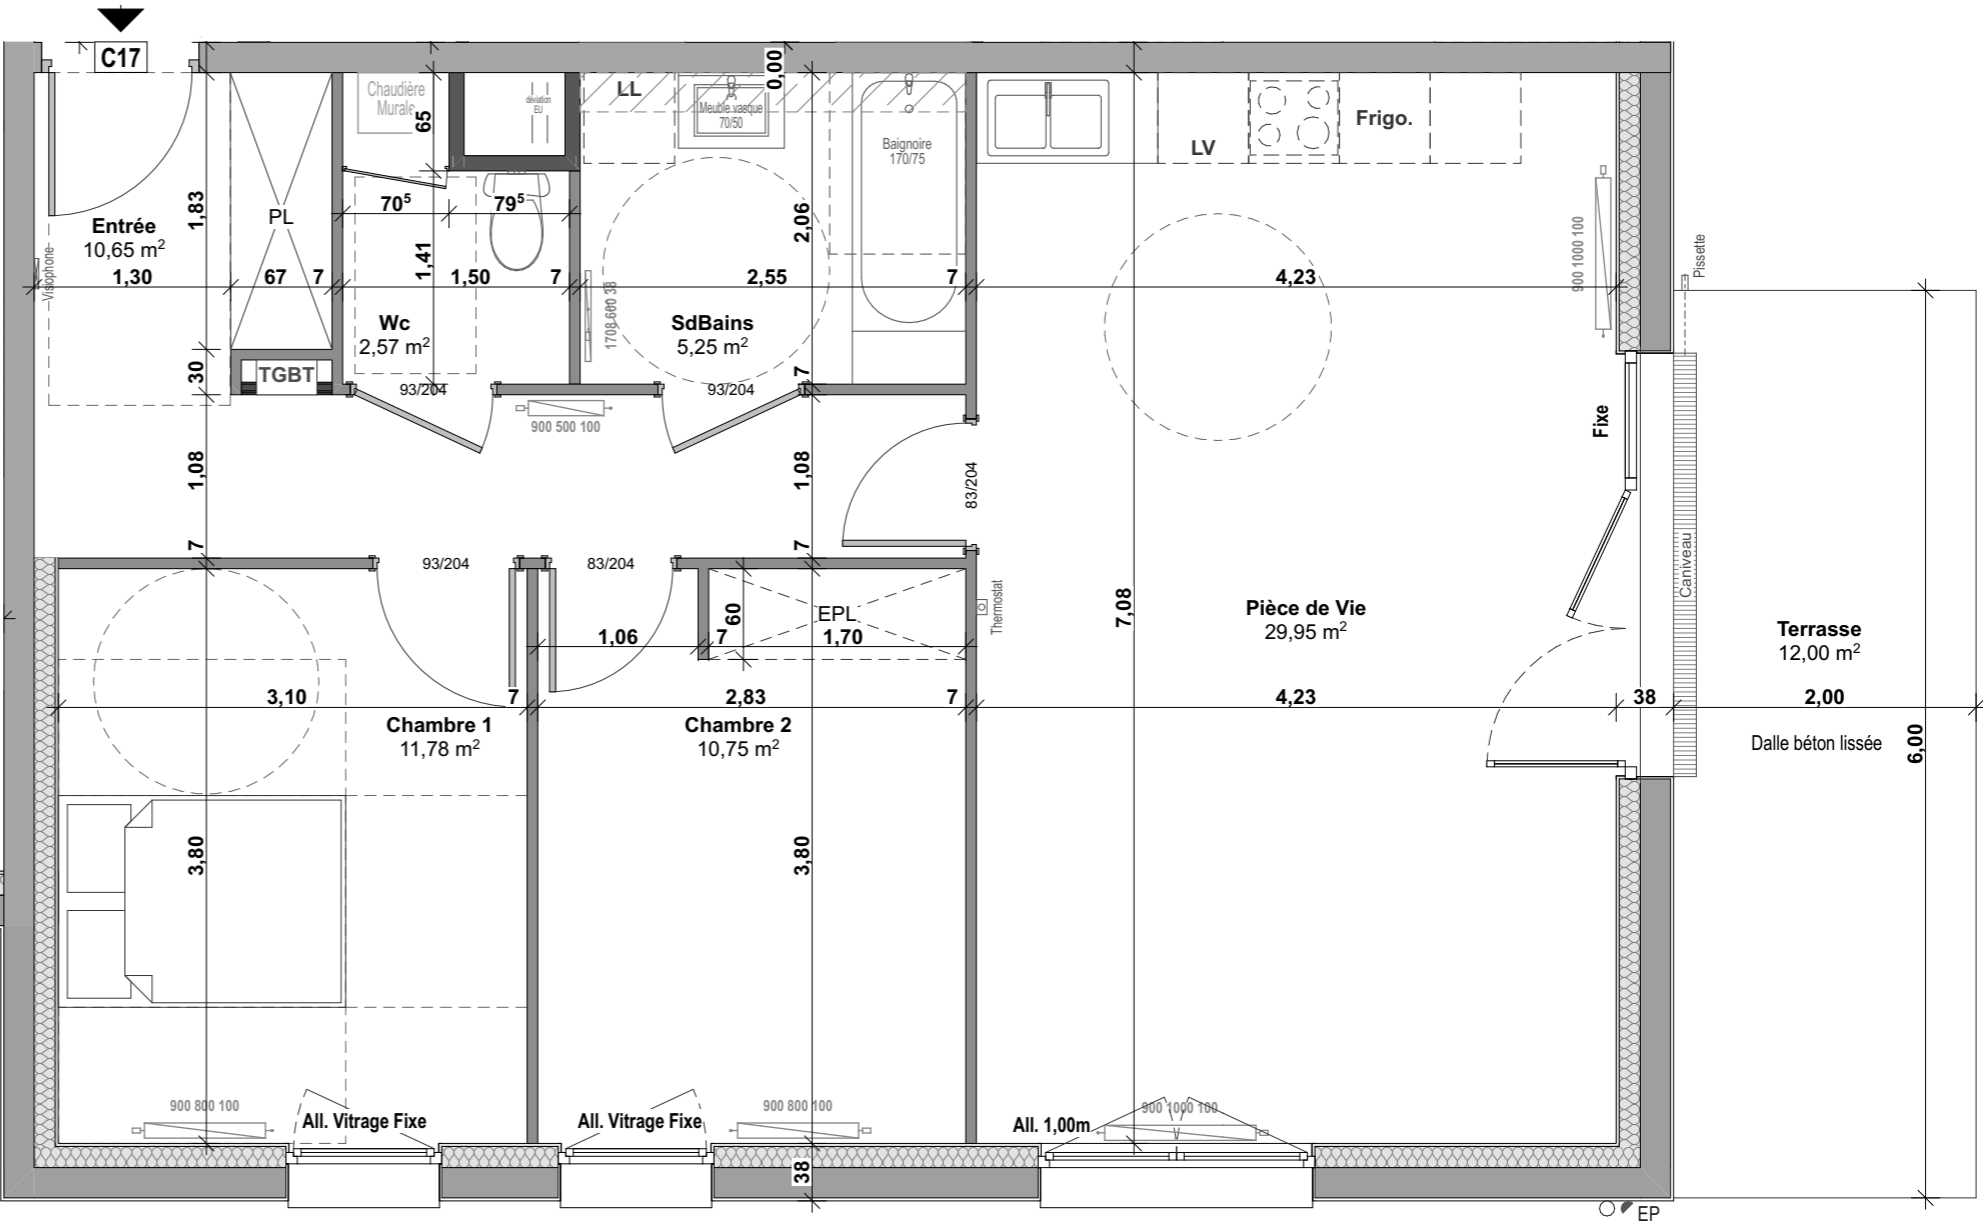 C17
0,00
Chaudière
Murale
65
déviation
EU
LL
Meuble vasque
70/50
Baignoire
170/75
LV
Frigo.
Entrée
10,65 m²
1,83
PL
70⁵
79⁵
1,41
2,06
900 1000 100
Pissette
Visiophone
1,30
67
7
1,50
7
2,55
7
4,23
Wc
2,57 m²
1708 600 38
SdBains
5,25 m²
30
TGBT
93/204
93/204
7
900 500 100
Fixe
1,08
1,08
83/204
7
93/204
83/204
7
Caniveau
60
EPL
1,06
7
1,70
Thermostat
7,08
Pièce de Vie
29,95 m²
Terrasse
12,00 m²
3,10
7
2,83
7
4,23
38
2,00
Chambre 1
11,78 m²
Chambre 2
10,75 m²
Dalle béton lissée
6,00
3,80
3,80
900 800 100
All. Vitrage Fixe
All. Vitrage Fixe
900 800 100
All. 1,00m
900 1000 100
38
EP